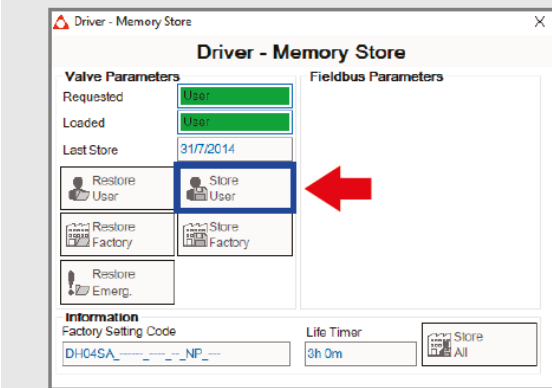 Driver - Memory Store
Driver - Memory Store
Valve Parameters
Fieldbus Parameters
Requested
User
Loaded
User
Last Store
31/7/2014
Restore
User
Store
User
Restore
Factory
Store
Factory
Restore
Emerg.
Information
Factory Setting Code
Life Timer
DH04SA_------_----_--_NP_---
3h 0m
Store
All